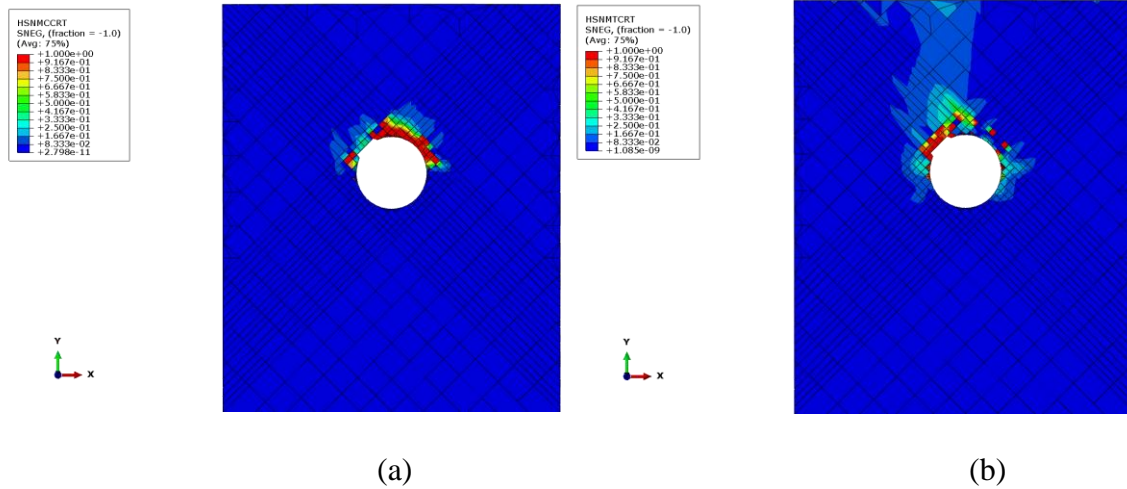 HSNMCCRT
SNEG, (fraction = -1.0)
(Avg: 75%)
+1.000e+00
+9.167e-01
+8.333e-01
+7.500e-01
+6.667e-01
+5.833e-01
+5.000e-01
+4.167e-01
+3.333e-01
+2.500e-01
+1.667e-01
+8.333e-02
+2.798e-11
Y
X
(a)
HSNMTCRT
SNEG, (fraction = -1.0)
(Avg: 75%)
+1.000e+00
+9.167e-01
+8.333e-01
+7.500e-01
+6.667e-01
+5.833e-01
+5.000e-01
+4.167e-01
+3.333e-01
+2.500e-01
+1.667e-01
+8.333e-02
+1.085e-09
Y
X
(b)